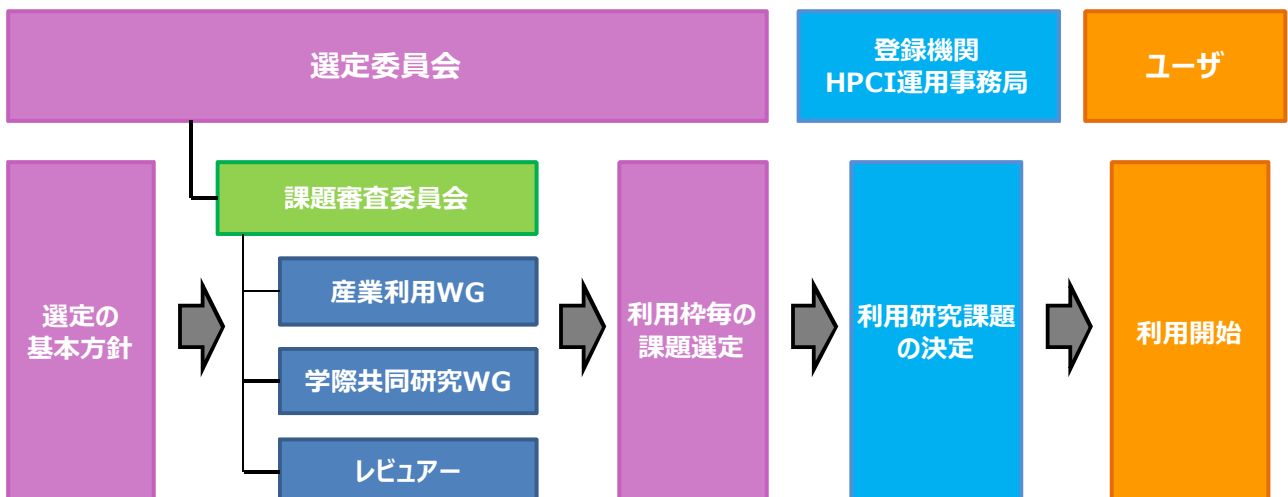 選定委員会
登録機関
HPCI運用事務局
ユーザ
選定の
基本方針
課題審査委員会
産業利用WG
学際共同研究WG
レビュアー
利用枠毎の
課題選定
利用研究課題
の決定
利用開始